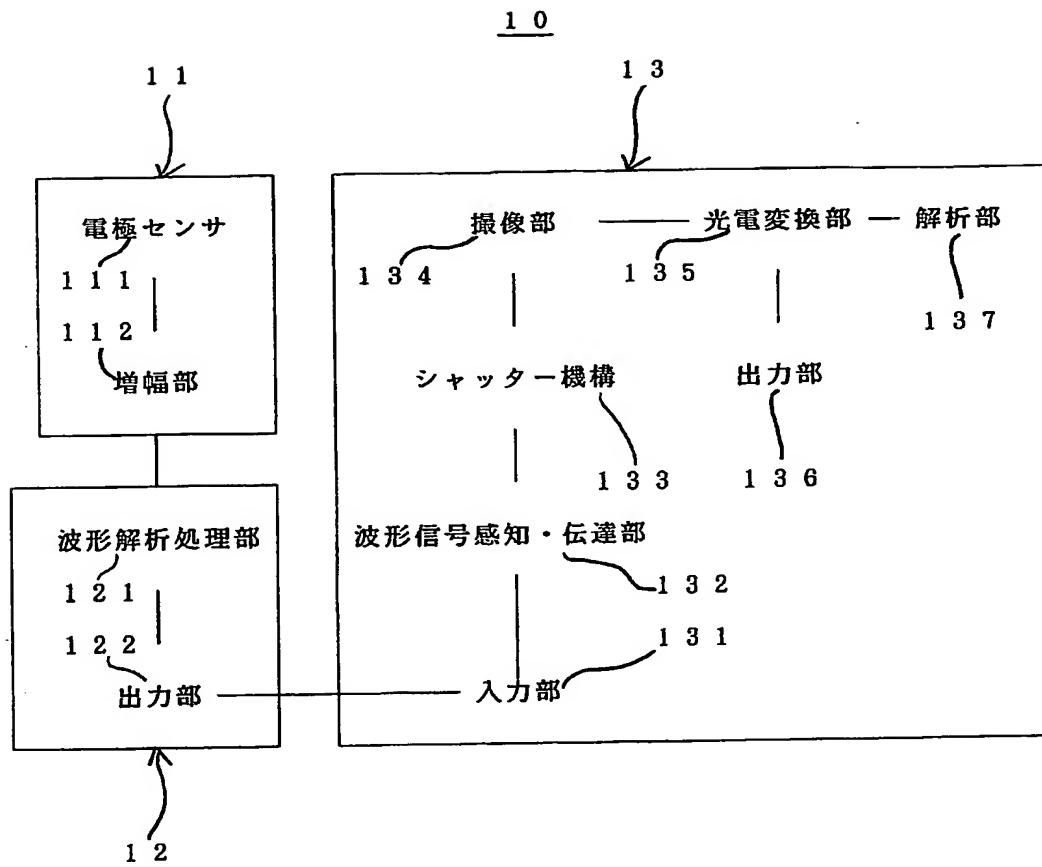 10
11
13
電極センサ
111
112
増幅部
波形解析処理部
121
122
出力部
12
撮像部
光電変換部
解析部
134
135
137
シャッター機構
出力部
133
136
波形信号感知・伝達部
132
131
入力部